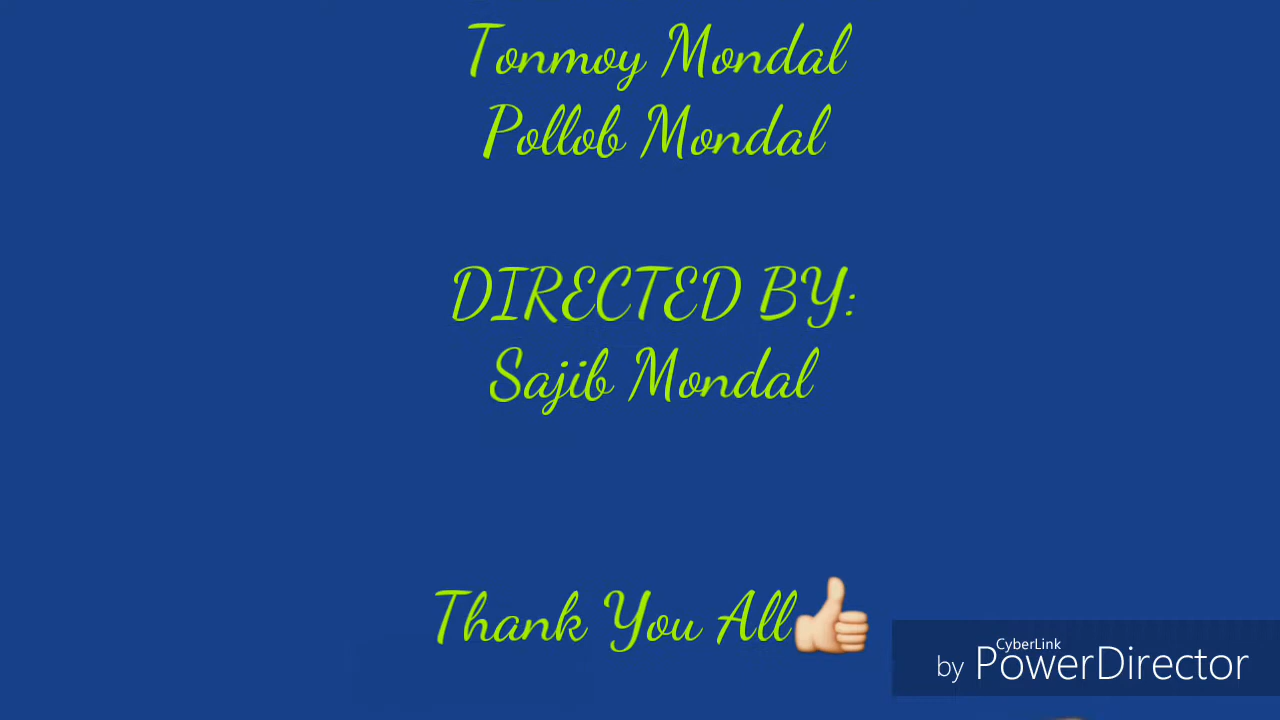 Tonmoy Mondal
Pollob Mondal
DIRECTED BY:
Sajib Mondal
Thank You All👍🏻
CyberLink
by PowerDirector